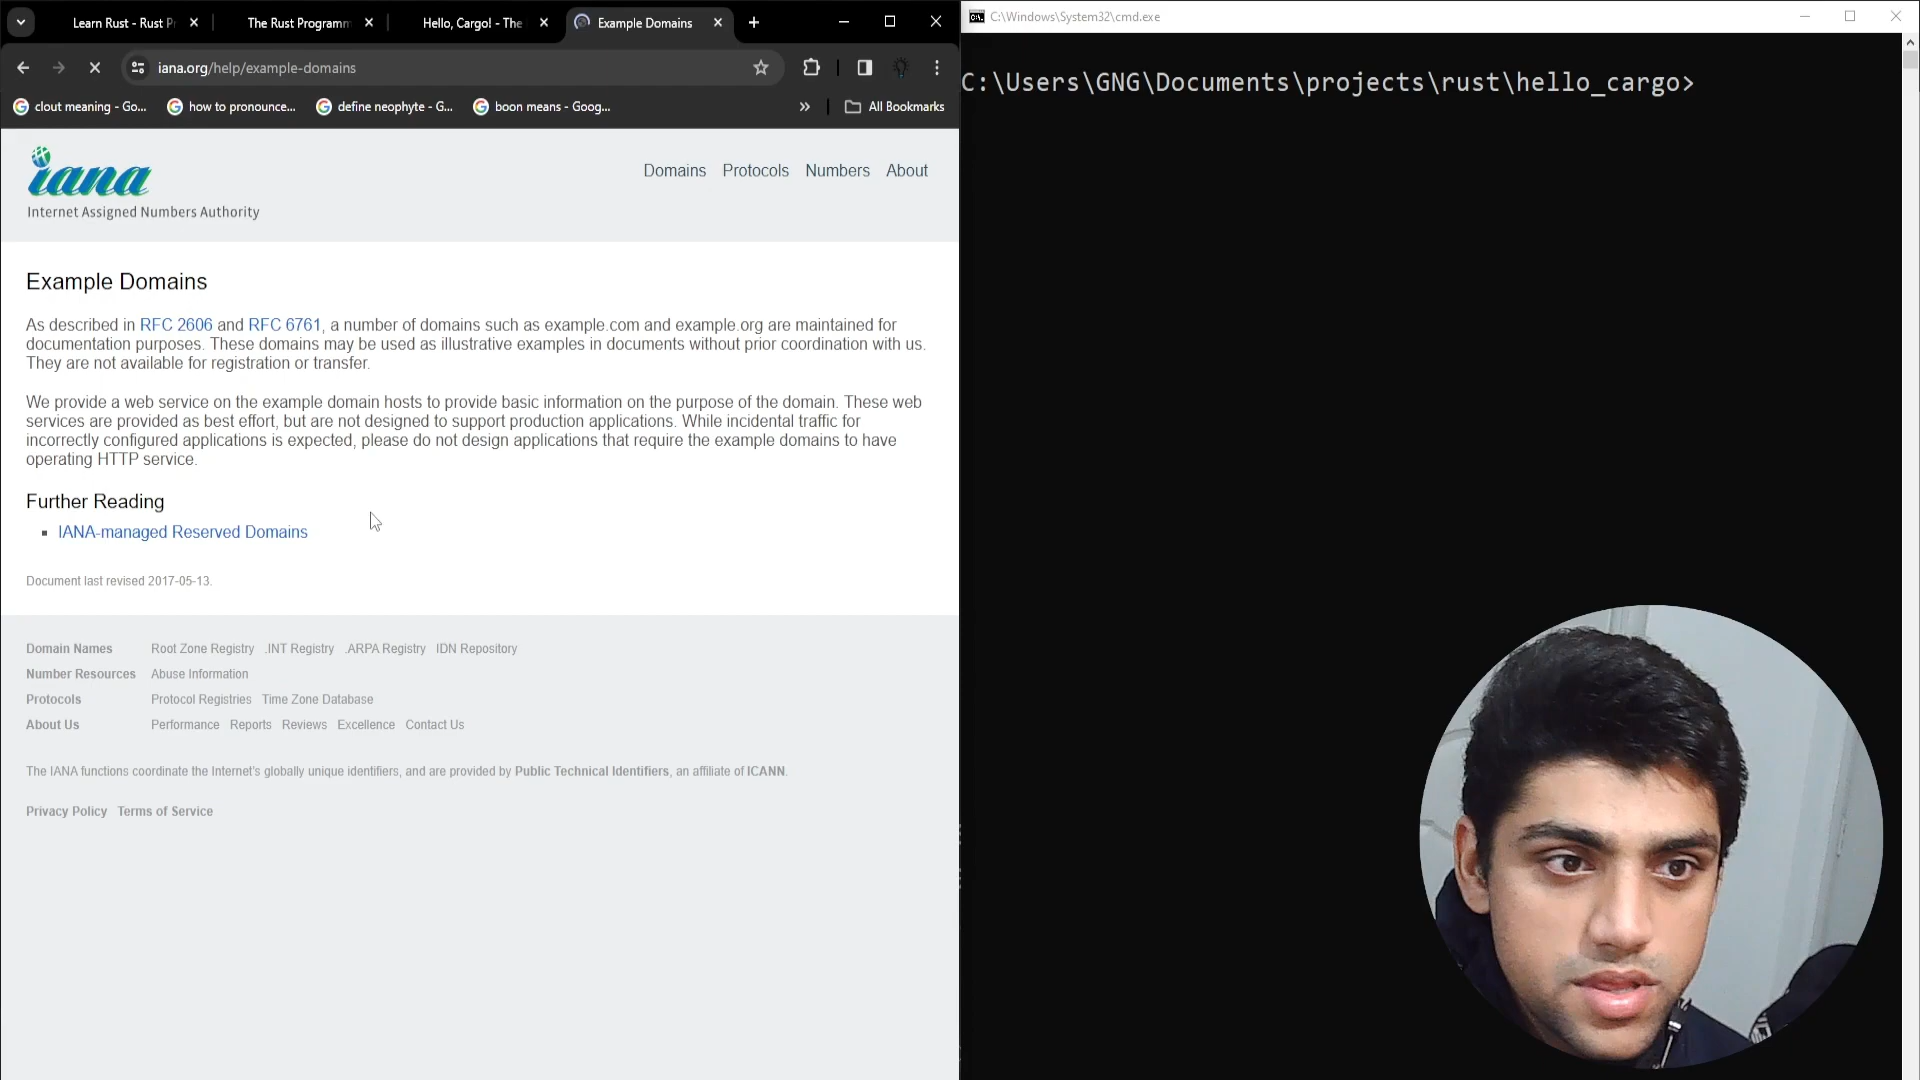 Learn Rust - Rust P
The Rust Programm
Hello, Cargo! - The
Example Domains
C:\Windows\System32\cmd.exe
iana.org/help/example-domains
clout meaning - Go...
how to pronounce...
define neophyte - G...
boon means - Goog...
All Bookmarks
C:\Users\GNG\Documents\projects\rust\hello_cargo>
iana
Internet Assigned Numbers Authority
Domains Protocols Numbers About
Example Domains
As described in RFC 2606 and RFC 6761, a number of domains such as example.com and example.org are maintained for
documentation purposes. These domains may be used as illustrative examples in documents without prior coordination with us.
They are not available for registration or transfer.
We provide a web service on the example domain hosts to provide basic information on the purpose of the domain. These web
services are provided as best effort, but are not designed to support production applications. While incidental traffic for
incorrectly configured applications is expected, please do not design applications that require the example domains to have
operating HTTP service.
Further Reading
IANA-managed Reserved Domains
Document last revised 2017-05-13.
Domain Names Root Zone Registry .INT Registry .ARPA Registry IDN Repository
Number Resources Abuse Information
Protocols Protocol Registries Time Zone Database
About Us Performance Reports Reviews Excellence Contact Us
The IANA functions coordinate the Internet's globally unique identifiers, and are provided by Public Technical Identifiers, an affiliate of ICANN.
Privacy Policy Terms of Service